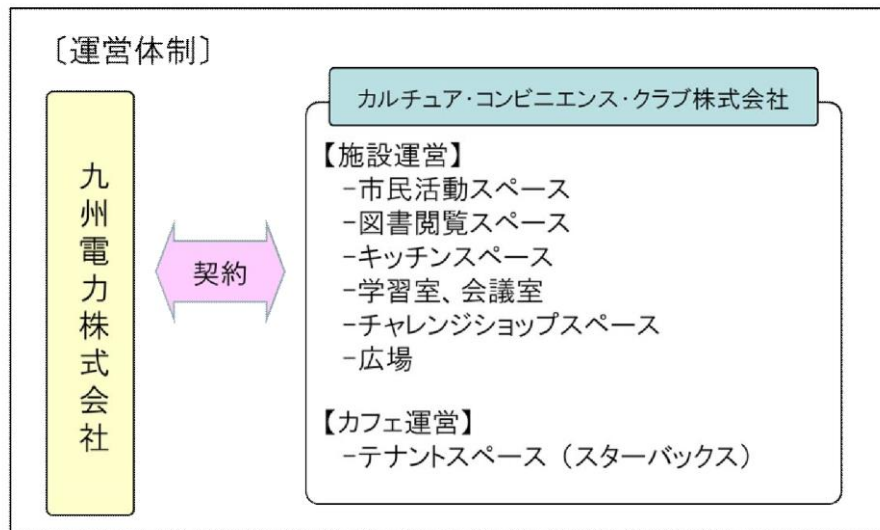 〔運営体制〕
九州電力株式会社
契約
カルチュア・コンビニエンス・クラブ株式会社
【施設運営】
－市民活動スペース
－図書閲覧スペース
－キッチンスペース
－学習室、会議室
－チャレンジショップスペース
－広場
【カフェ運営】
－テナントスペース（スターバックス）